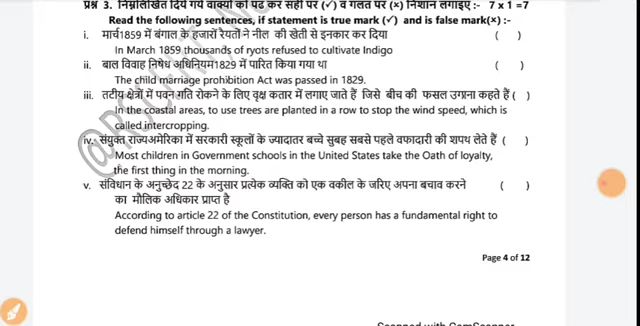 प्रश्न 3. निम्नलिखित दिये गये वाक्यों को पढ़ कर सही पर (✓) व गलत पर (×) निशान लगाइए :- 7 x 1 =7
Read the following sentences, if statement is true mark (✓) and is false mark(×) :-
i. मार्च1859 में बंगाल के हजारों रैयतों ने नील की खेती से इनकार कर दिया ( )
In March 1859 thousands of ryots refused to cultivate Indigo
ii. बाल विवाह निषेध अधिनियम1829 में पारित किया गया था ( )
The child marriage prohibition Act was passed in 1829.
iii. तटीय क्षेत्रों में पवन गति रोकने के लिए वृक्ष कतार में लगाए जाते हैं जिसे बीच की फसल उगाना कहते हैं ( )
In the coastal areas, to use trees are planted in a row to stop the wind speed, which is
called intercropping.
iv. संयुक्त राज्यअमेरिका में सरकारी स्कूलों के ज्यादातर बच्चे सुबह सबसे पहले वफादारी की शपथ लेते हैं ( )
Most children in Government schools in the United States take the Oath of loyalty,
the first thing in the morning.
v. संविधान के अनुच्छेद 22 के अनुसार प्रत्येक व्यक्ति को एक वकील के जरिए अपना बचाव करने ( )
का मौलिक अधिकार प्राप्त है
According to article 22 of the Constitution, every person has a fundamental right to
defend himself through a lawyer.
Page 4 of 12